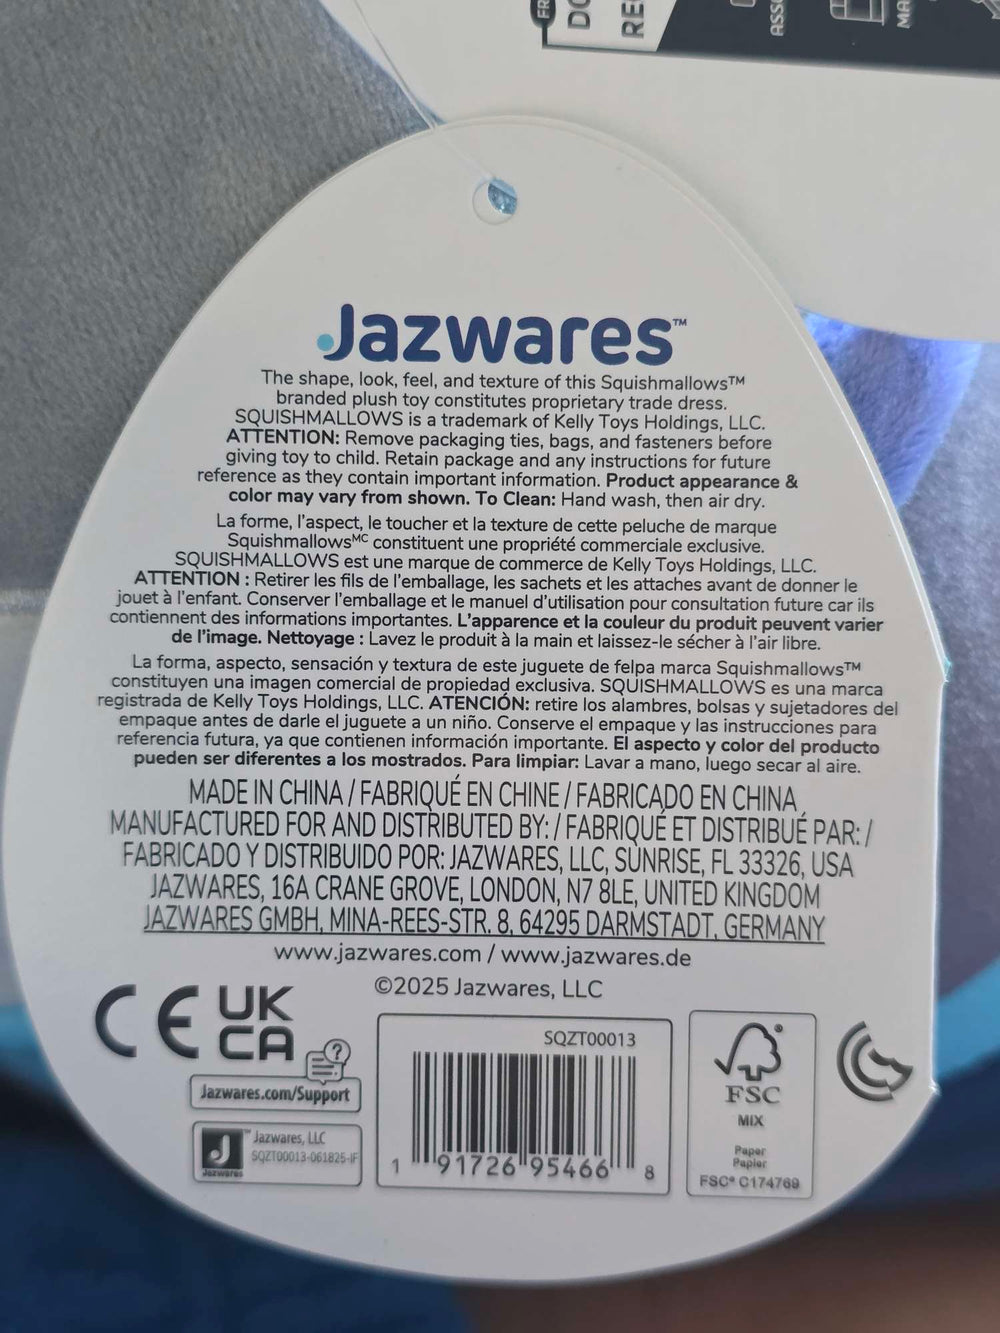 DO
RE
ASSO
MA
Jazwares™
The shape, look, feel, and texture of this Squishmallows™
branded plush toy constitutes proprietary trade dress.
SQUISHMALLOWS is a trademark of Kelly Toys Holdings, LLC.
ATTENTION: Remove packaging ties, bags, and fasteners before
giving toy to child. Retain package and any instructions for future
reference as they contain important information. Product appearance &
color may vary from shown. To Clean: Hand wash, then air dry.
La forme, l'aspect, le toucher et la texture de cette peluche de marque
Squishmallowsᴹᶜ constituent une propriété commerciale exclusive.
SQUISHMALLOWS est une marque de commerce de Kelly Toys Holdings, LLC.
ATTENTION : Retirer les fils de l'emballage, les sachets et les attaches avant de donner le
jouet à l'enfant. Conserver l'emballage et le manuel d'utilisation pour consultation future car ils
contiennent des informations importantes. L'apparence et la couleur du produit peuvent varier
de l'image. Nettoyage : Lavez le produit à la main et laissez-le sécher à l'air libre.
La forma, aspecto, sensación y textura de este juguete de felpa marca Squishmallows™
constituyen una imagen comercial de propiedad exclusiva. SQUISHMALLOWS es una marca
registrada de Kelly Toys Holdings, LLC. ATENCIÓN: retire los alambres, bolsas y sujetadores del
empaque antes de darle el juguete a un niño. Conserve el empaque y las instrucciones para
referencia futura, ya que contienen información importante. El aspecto y color del producto
pueden ser diferentes a los mostrados. Para limpiar: Lavar a mano, luego secar al aire.
MADE IN CHINA / FABRIQUÉ EN CHINE / FABRICADO EN CHINA
MANUFACTURED FOR AND DISTRIBUTED BY: / FABRIQUÉ ET DISTRIBUÉ PAR: /
FABRICADO Y DISTRIBUIDO POR: JAZWARES, LLC, SUNRISE, FL 33326, USA
JAZWARES, 16A CRANE GROVE, LONDON, N7 8LE, UNITED KINGDOM
JAZWARES GMBH, MINA-REES-STR. 8, 64295 DARMSTADT, GERMANY
www.jazwares.com / www.jazwares.de
©2025 Jazwares, LLC
CE
UK
CA
Jazwares.com/Support
J™
Jazwares
Jazwares, LLC
SQZT00013-061825-IF
SQZT00013
1 91726 95466 8
FSC
MIX
Paper
Papier
FSC® C174769